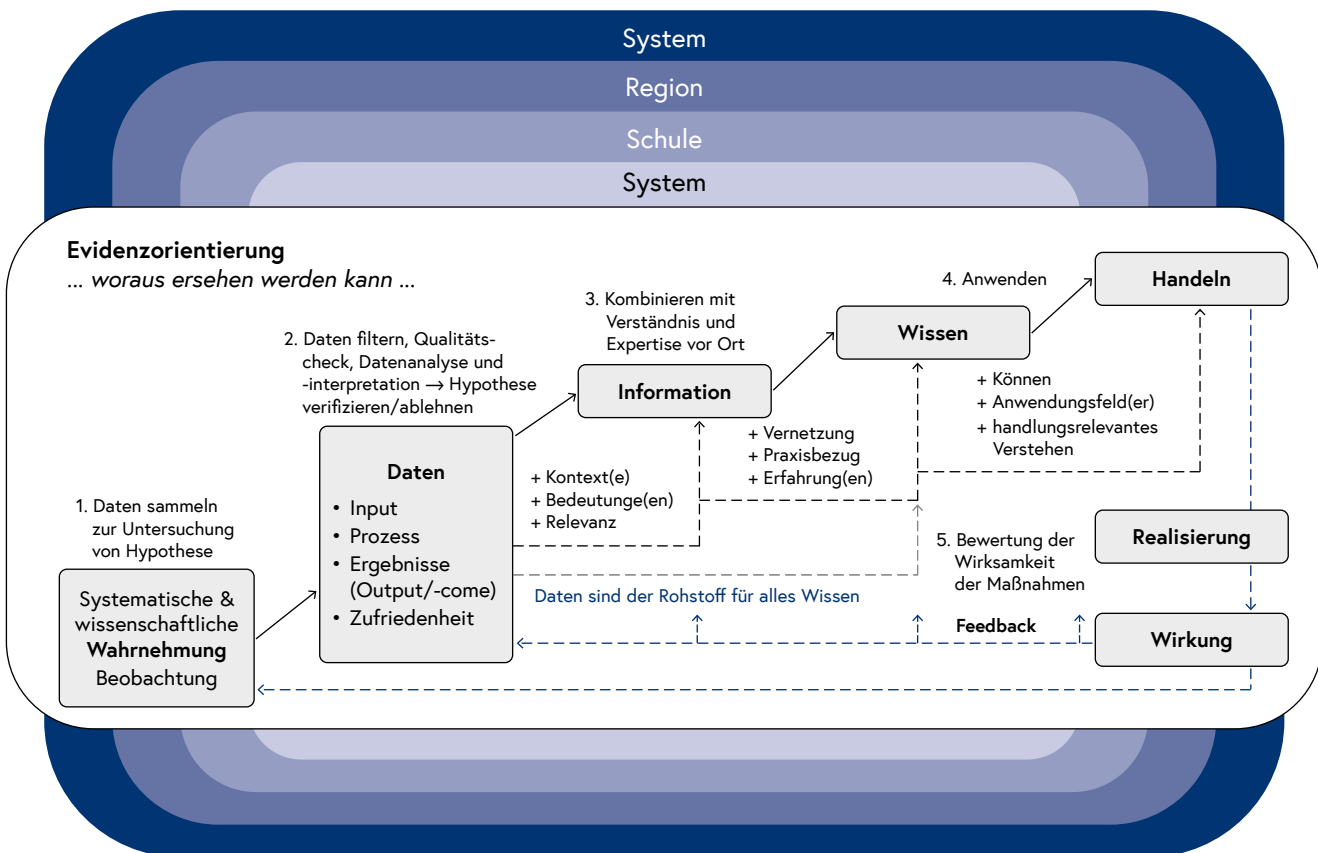 System
Region
Schule
System
Evidenzorientierung
... woraus ersehen werden kann ...
1. Daten sammeln
zur Untersuchung
von Hypothese
Systematische &
wissenschaftliche
Wahrnehmung
Beobachtung
2. Daten filtern, Qualitäts-
check, Datenanalyse und
-interpretation → Hypothese
verifizieren/ablehnen
Daten
• Input
• Prozess
• Ergebnisse
(Output/-come)
• Zufriedenheit
3. Kombinieren mit
Verständnis und
Expertise vor Ort
Information
+ Kontext(e)
+ Bedeutunge(en)
+ Relevanz
Wissen
+ Vernetzung
+ Praxisbezug
+ Erfahrung(en)
4. Anwenden
Handeln
+ Können
+ Anwendungsfeld(er)
+ handlungsrelevantes
Verstehen
Realisierung
5. Bewertung der
Wirksamkeit
der Maßnahmen
Daten sind der Rohstoff für alles Wissen
Feedback
Wirkung